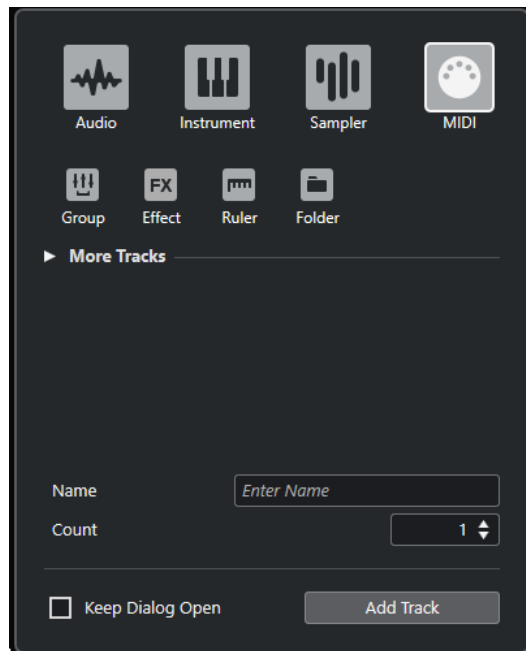 Audio Instrument Sampler MIDI
FX
Group Effect Ruler Folder
More Tracks
Name Enter Name
Count 1
Keep Dialog Open Add Track